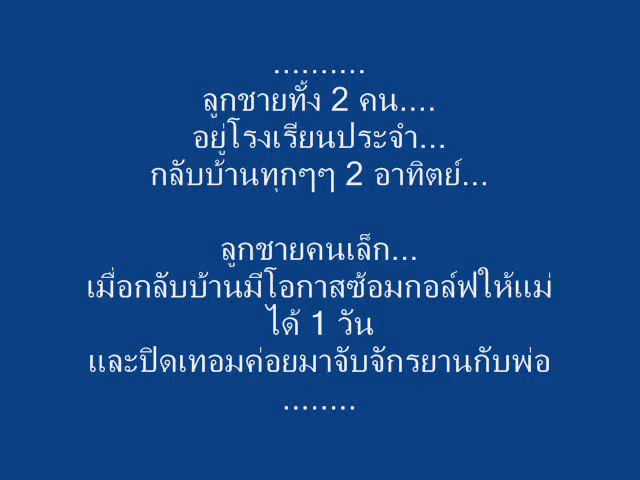 ..........
ลูกชายทั้ง 2 คน....
อยู่โรงเรียนประจำ...
กลับบ้านทุกๆๆ 2 อาทิตย์...
ลูกชายคนเล็ก...
เมื่อกลับบ้านมีโอกาสซ้อมกอล์ฟให้แม่
ได้ 1 วัน
และปิดเทอมค่อยมาจับจักรยานกับพ่อ
........